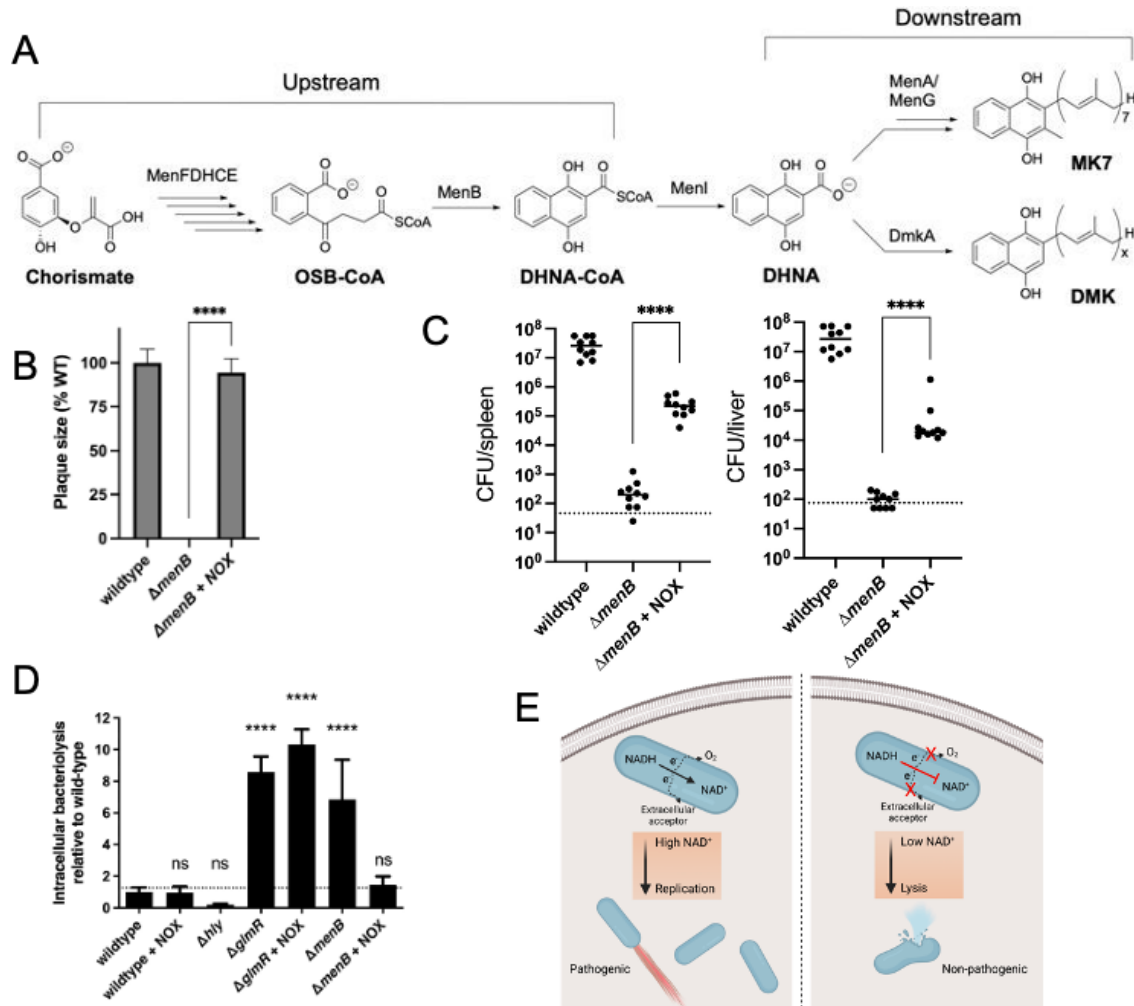 A
Upstream
Downstream
MenFDHCE
MenB
MenI
MenA/
MenG
DmkA
O
O
⊖
O
O
OH
OH
O
O
⊖
O
SCoA
O
OH
O
SCoA
OH
OH
O
O
⊖
OH
OH
H
7
OH
MK7
OH
H
x
OH
DMK
Chorismate
OSB-CoA
DHNA-CoA
DHNA
B
****
Plaque size (% WT)
100
75
50
25
0
wildtype
ΔmenB
ΔmenB + NOX
C
****
CFU/spleen
10⁸
10⁷
10⁶
10⁵
10⁴
10³
10²
10¹
10⁰
wildtype
ΔmenB
ΔmenB + NOX
****
CFU/liver
10⁸
10⁷
10⁶
10⁵
10⁴
10³
10²
10¹
10⁰
wildtype
ΔmenB
ΔmenB + NOX
D
Intracellular bacteriolysis
relative to wild-type
12
10
8
6
4
2
0
ns
ns
****
****
****
ns
wildtype
wildtype + NOX
Δhly
ΔglmR
ΔglmR + NOX
ΔmenB
ΔmenB + NOX
E
NADH
e⁻
O₂
e⁻
NAD⁺
Extracellular
acceptor
High NAD⁺
Replication
Pathogenic
NADH
e⁻
X
O₂
e⁻
X
NAD⁺
Extracellular
acceptor
Low NAD⁺
Lysis
Non-pathogenic